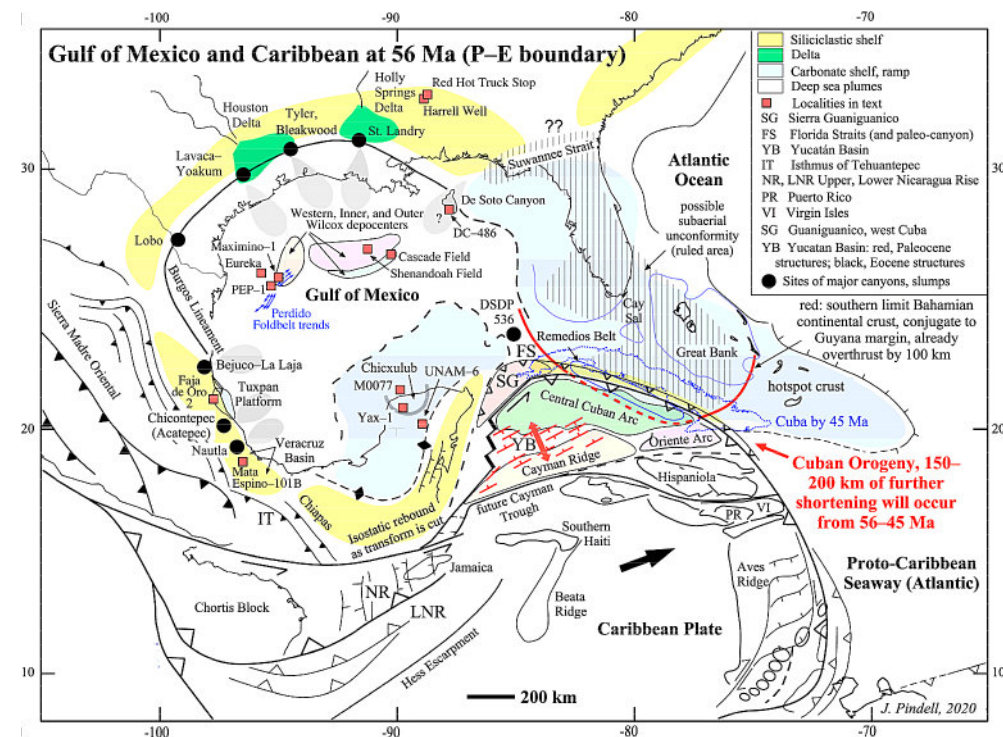 -100
-90
-80
-70
Gulf of Mexico and Caribbean at 56 Ma (P–E boundary)
Siliciclastic shelf
Delta
Carbonate shelf, ramp
Deep sea plumes
Localities in text
SG Sierra Guaniguanico
FS Florida Straits (and paleo-canyon)
YB Yucatán Basin
IT Isthmus of Tehuantepec
NR, LNR Upper, Lower Nicaragua Rise
PR Puerto Rico
VI Virgin Isles
SG Guaniguanico, west Cuba
YB Yucatan Basin: red, Paleocene
structures; black, Eocene structures
Sites of major canyons, slumps
Holly
Springs
Delta
Red Hot Truck Stop
Harrell Well
Houston
Delta
Tyler,
Bleakwood
St. Landry
Lavaca–
Yoakum
??
Suwannee Strait
Atlantic
Ocean
30
30
possible
subaerial
unconformity
(ruled area)
De Soto Canyon
?
DC–486
Western, Inner, and Outer
Wilcox depocenters
Lobo
Maximino–1
Eureka
PEP–1
Cascade Field
Shenandoah Field
Gulf of Mexico
Perdido
Foldbelt trends
Burgos Lineament
Sierra Madre Oriental
DSDP
536
Cay
Sal
Remedios Belt
Great Bank
red: southern limit Bahamian
continental crust, conjugate to
Guyana margin, already
overthrust by 100 km
hotspot crust
FS
SG
Bejuco–La Laja
Tuxpan
Platform
Faja
de Oro
2
Chicxulub
M0077
UNAM–6
Yax–1
Chicontepec
(Acatepec)
Nautla
Veracruz
Basin
Mata
Espino–101B
Central Cuban Arc
Cuba by 45 Ma
20
20
YB
Oriente Arc
Cayman Ridge
Hispaniola
future Cayman
Trough
PR
VI
Cuban Orogeny, 150–
200 km of further
shortening will occur
from 56–45 Ma
IT
Chiapas
Isostatic rebound
as transform is cut
Southern
Haiti
Jamaica
NR
LNR
Chortis Block
Beata
Ridge
Aves
Ridge
Proto-Caribbean
Seaway (Atlantic)
Caribbean Plate
Hess Escarpment
10
10
200 km
J. Pindell, 2020
-100
-90
-80
-70